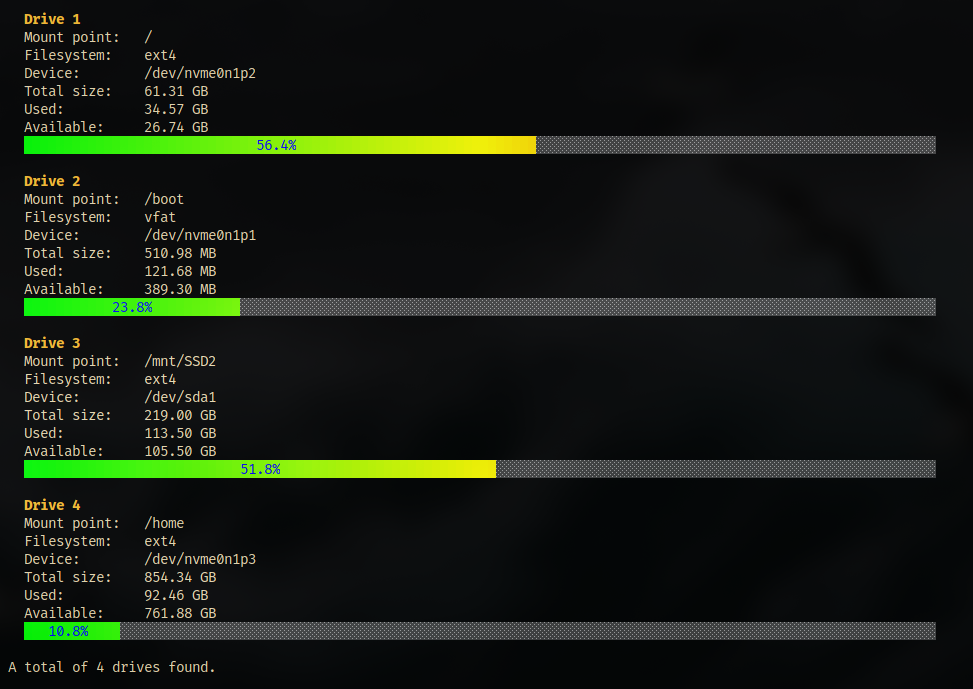 Drive 1
Mount point: /
Filesystem: ext4
Device: /dev/nvme0n1p2
Total size: 61.31 GB
Used: 34.57 GB
Available: 26.74 GB
56.4%
Drive 2
Mount point: /boot
Filesystem: vfat
Device: /dev/nvme0n1p1
Total size: 510.98 MB
Used: 121.68 MB
Available: 389.30 MB
23.8%
Drive 3
Mount point: /mnt/SSD2
Filesystem: ext4
Device: /dev/sda1
Total size: 219.00 GB
Used: 113.50 GB
Available: 105.50 GB
51.8%
Drive 4
Mount point: /home
Filesystem: ext4
Device: /dev/nvme0n1p3
Total size: 854.34 GB
Used: 92.46 GB
Available: 761.88 GB
10.8%
A total of 4 drives found.